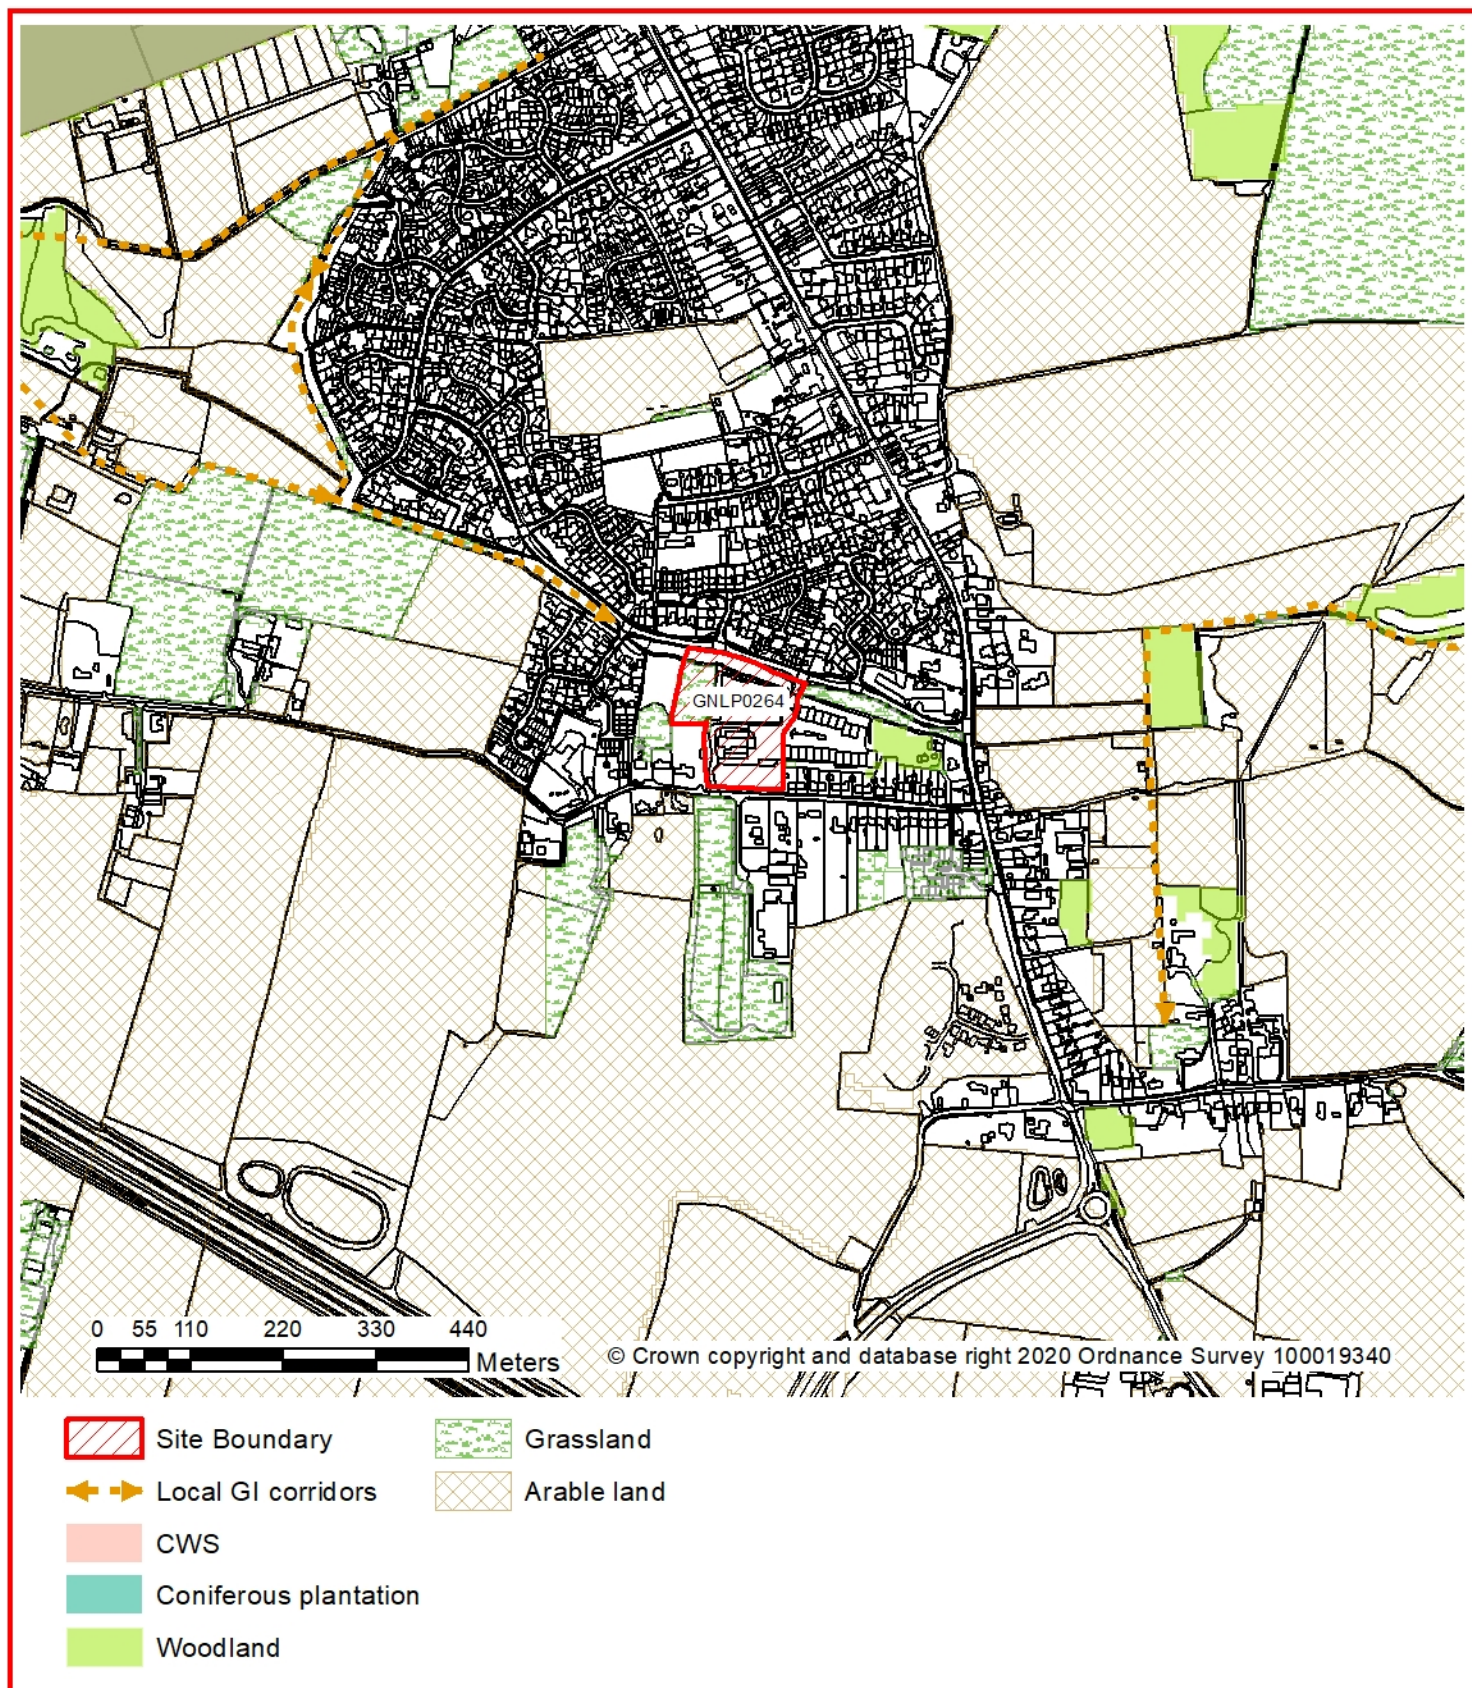 GNLP0264
0 55 110 220 330 440
Meters
© Crown copyright and database right 2020 Ordnance Survey 100019340
Site Boundary
Local GI corridors
CWS
Coniferous plantation
Woodland
Grassland
Arable land